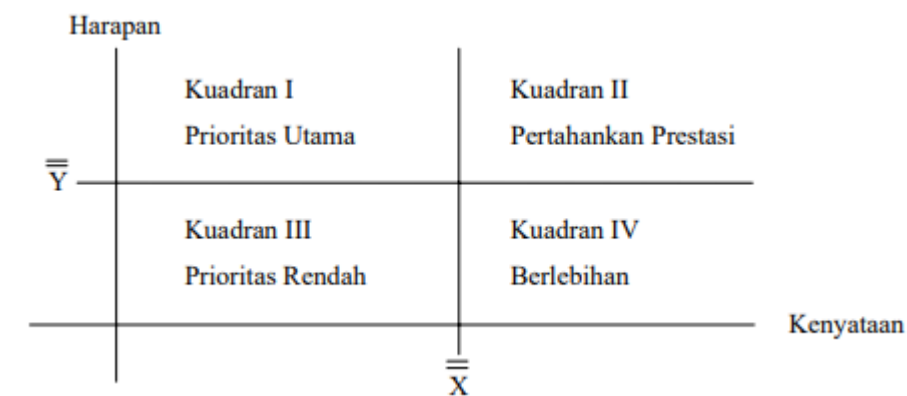 Harapan
Kuadran I
Prioritas Utama
Kuadran II
Pertahankan Prestasi
Y̿
Kuadran III
Prioritas Rendah
Kuadran IV
Berlebihan
Kenyataan
X̿